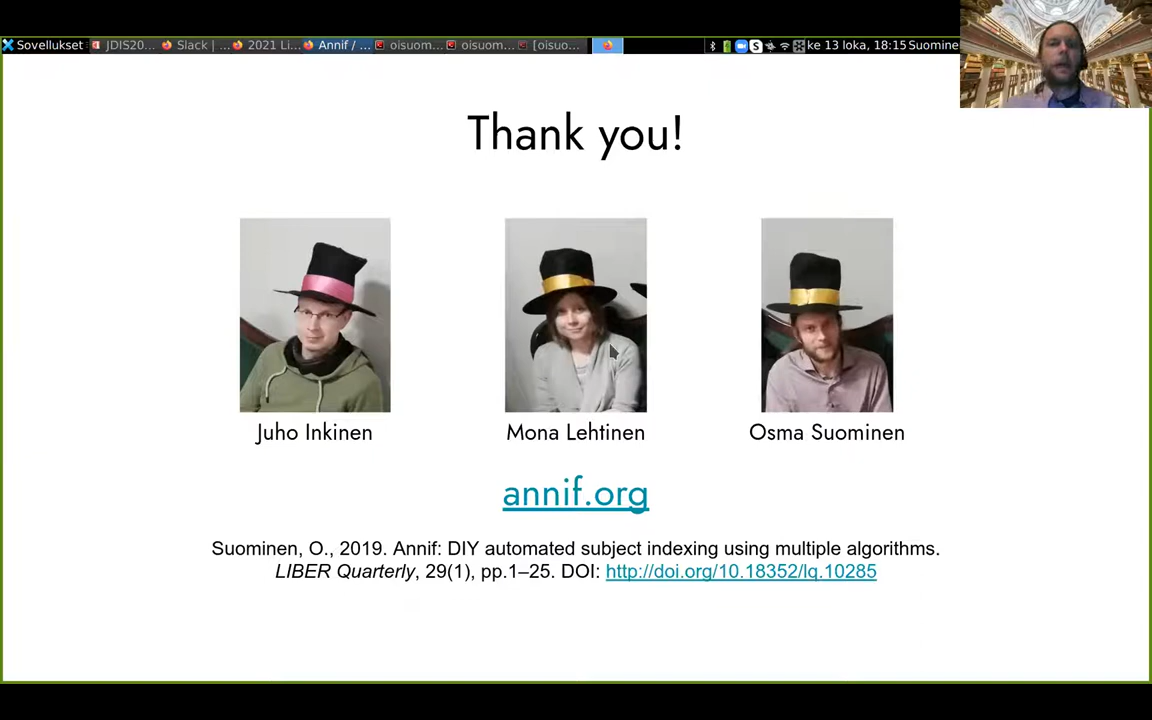 Sovellukset JDIS20... Slack | ... 2021 Li... Annif / ... oisuom... oisuom... [oisuo... ke 13 loka, 18:15 Suomine
Thank you!
Juho Inkinen Mona Lehtinen Osma Suominen
annif.org
Suominen, O., 2019. Annif: DIY automated subject indexing using multiple algorithms.
LIBER Quarterly, 29(1), pp.1–25. DOI: http://doi.org/10.18352/lq.10285